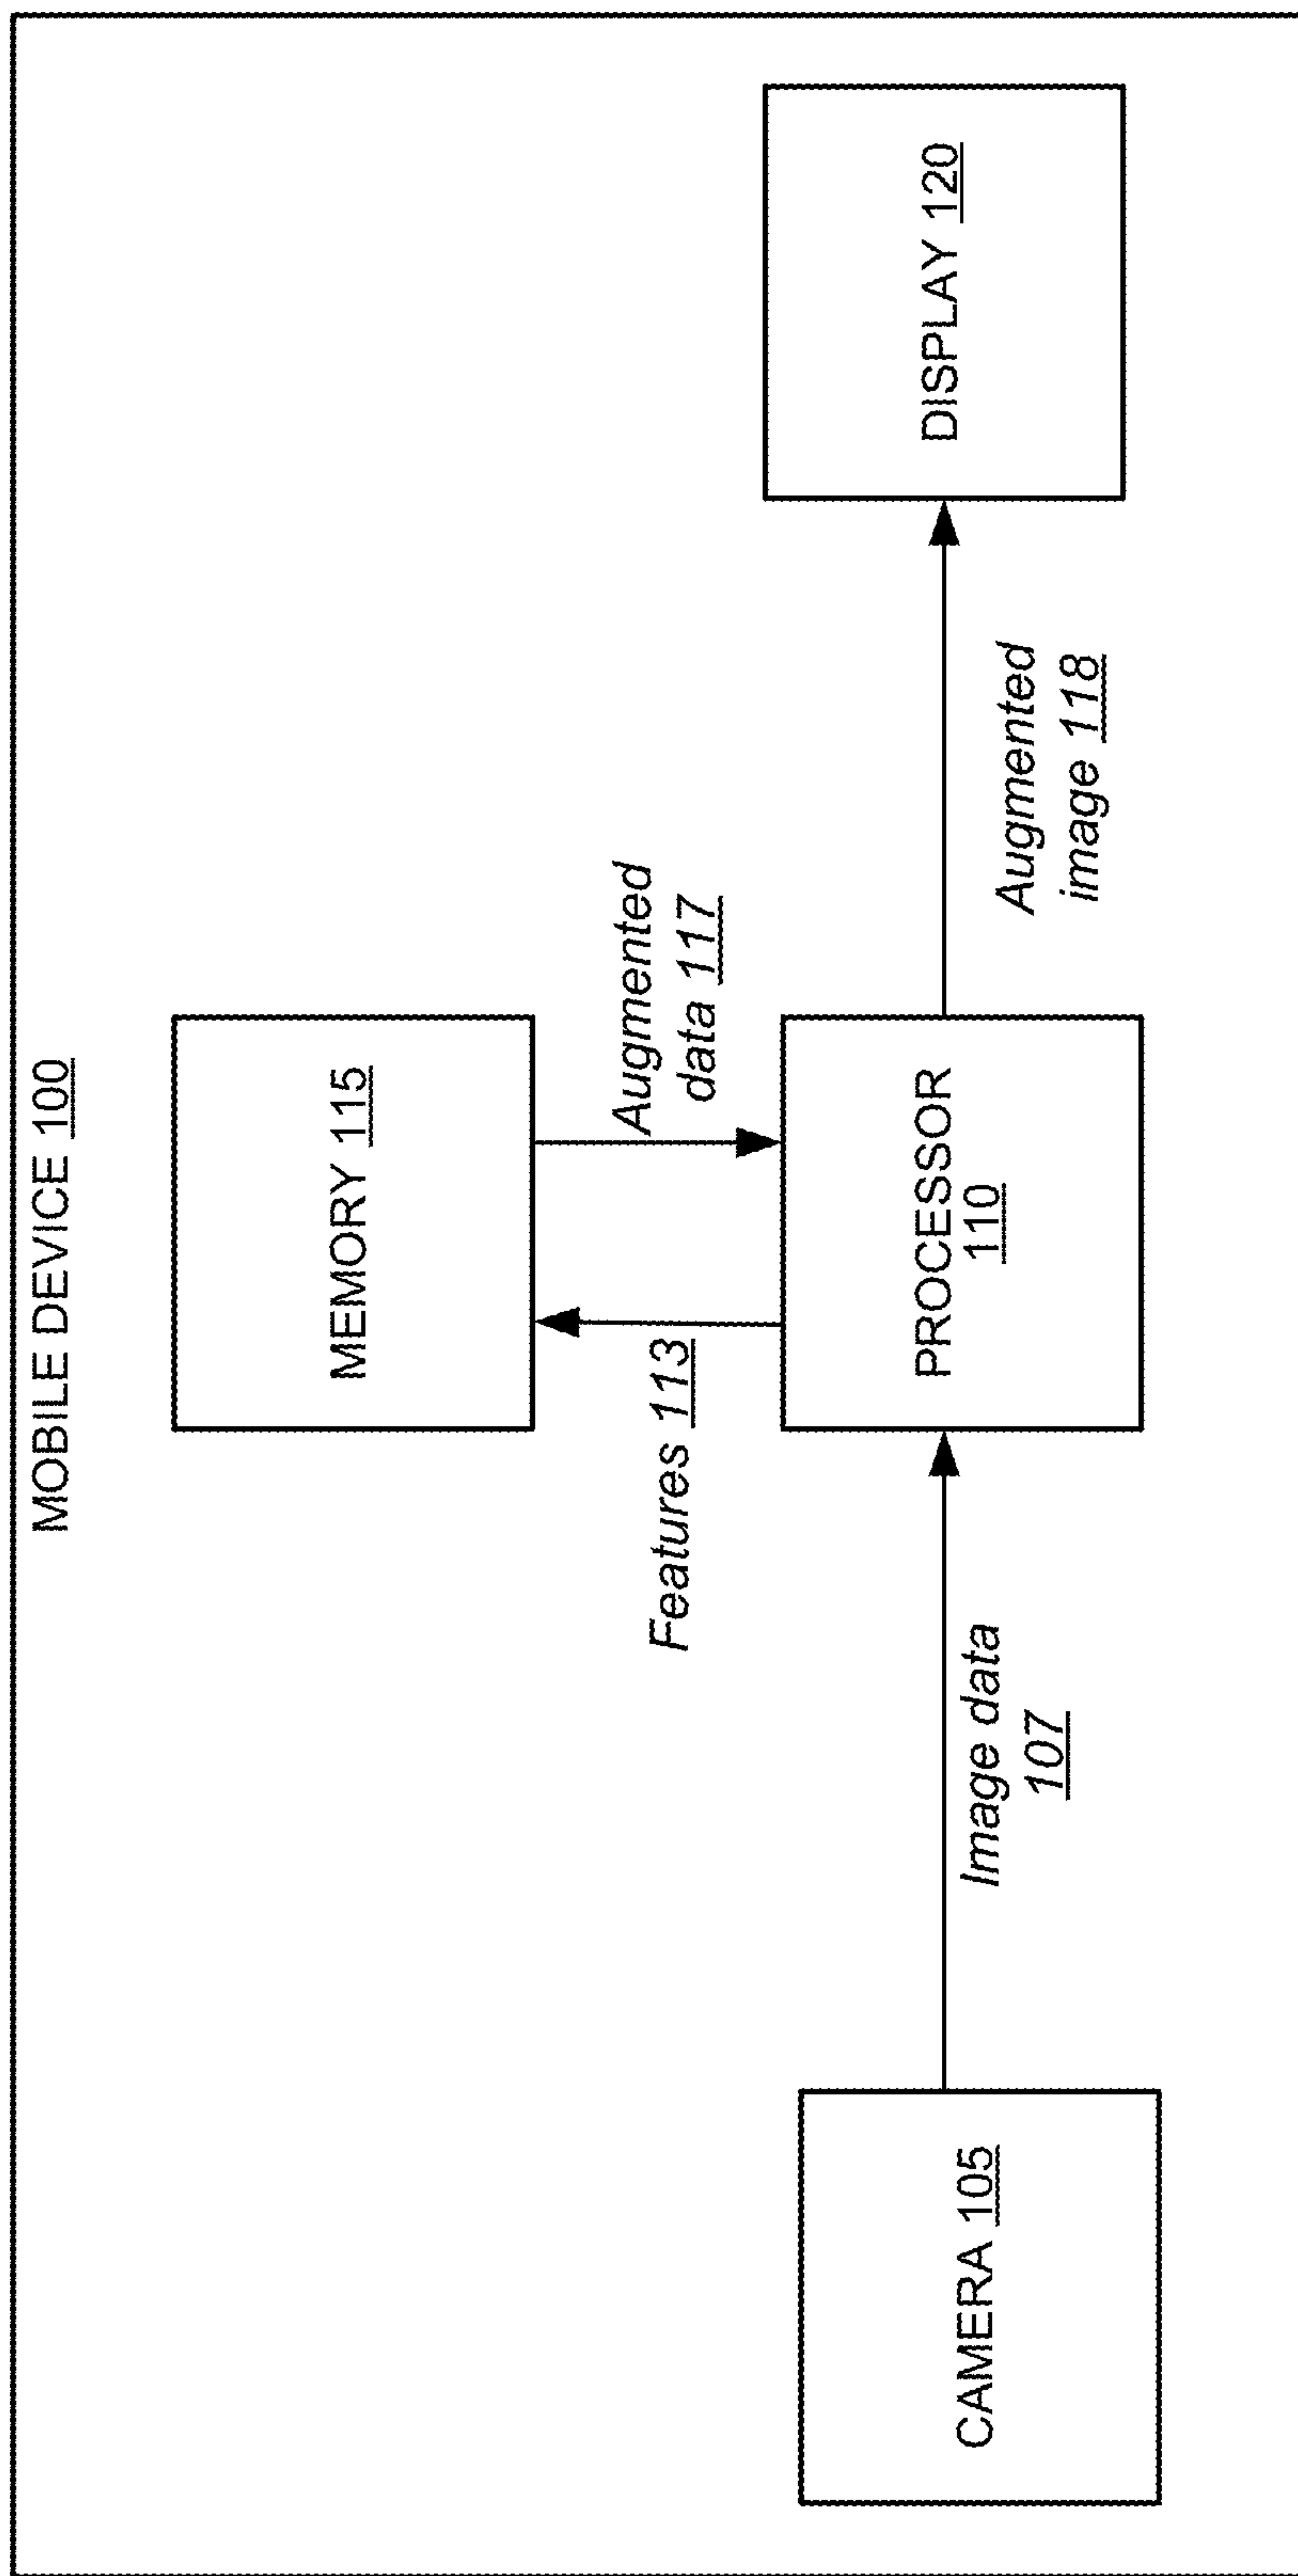 MOBILE DEVICE 100
MEMORY 115
Features 113
Augmented
data 117
CAMERA 105
Image data
107
PROCESSOR
110
Augmented
image 118
DISPLAY 120